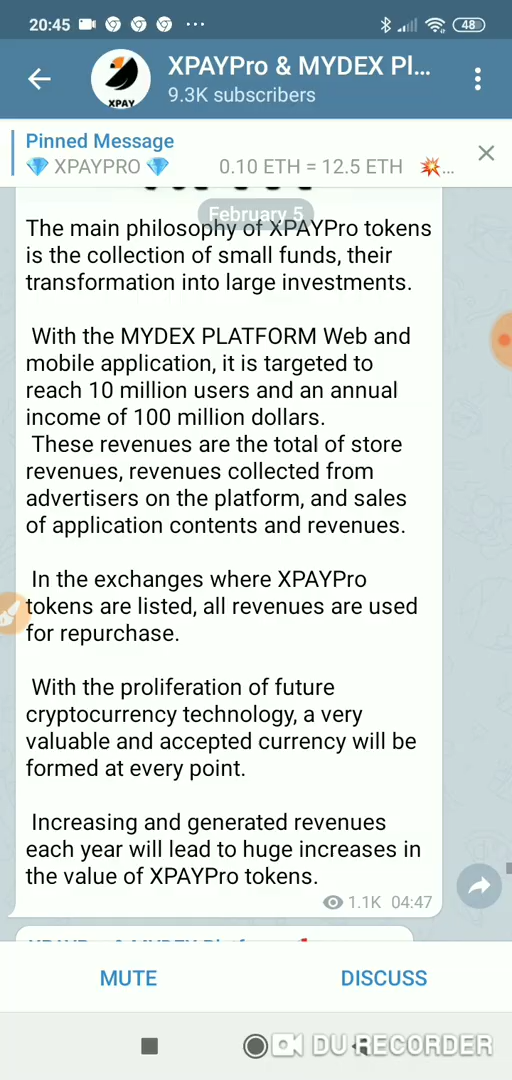 20:45
48
XPAYPro & MYDEX Pl...
9.3K subscribers
XPAY
Pinned Message
💎 XPAYPRO 💎 0.10 ETH = 12.5 ETH 💥...
February 5
The main philosophy of XPAYPro tokens
is the collection of small funds, their
transformation into large investments.
With the MYDEX PLATFORM Web and
mobile application, it is targeted to
reach 10 million users and an annual
income of 100 million dollars.
These revenues are the total of store
revenues, revenues collected from
advertisers on the platform, and sales
of application contents and revenues.
In the exchanges where XPAYPro
tokens are listed, all revenues are used
for repurchase.
With the proliferation of future
cryptocurrency technology, a very
valuable and accepted currency will be
formed at every point.
Increasing and generated revenues
each year will lead to huge increases in
the value of XPAYPro tokens.
1.1K 04:47
MUTE
DISCUSS
DU RECORDER